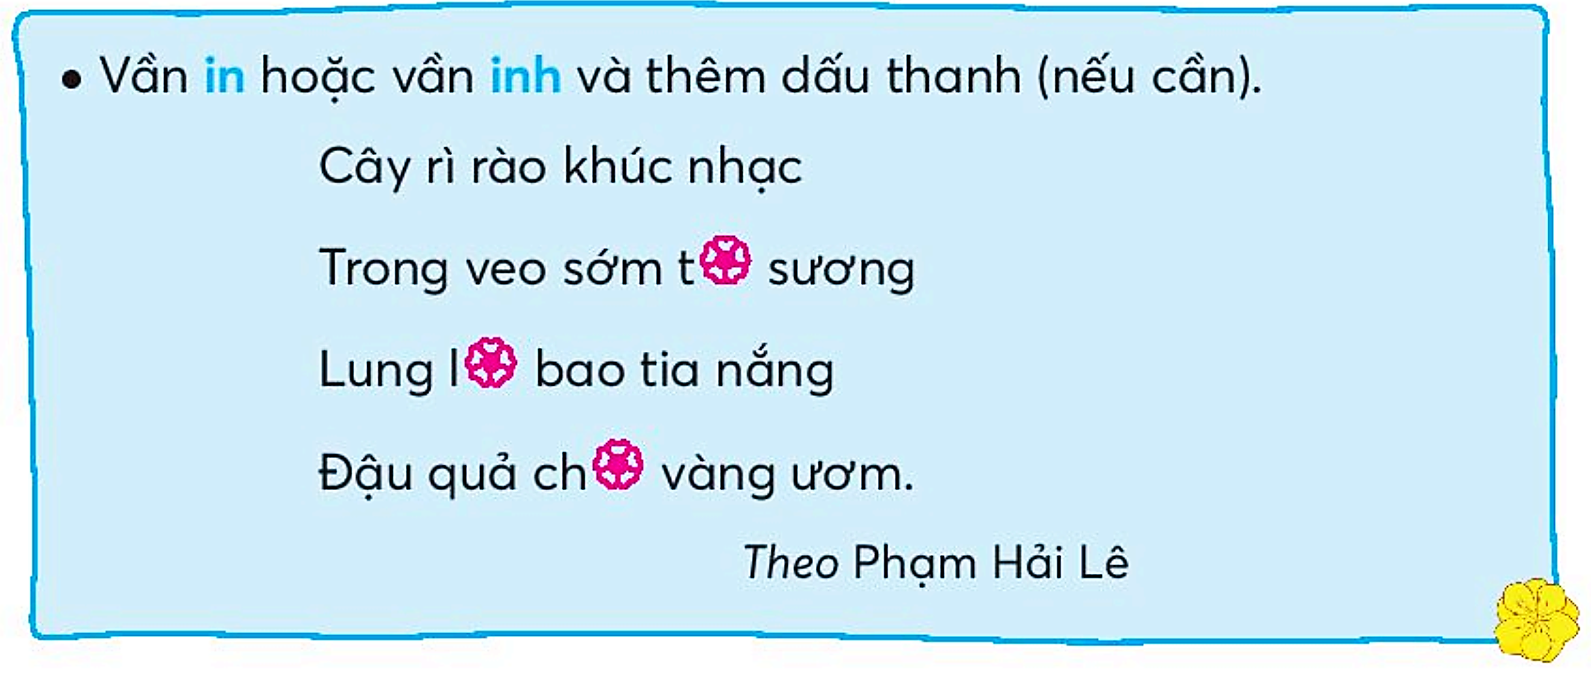 • Vần in hoặc vần inh và thêm dấu thanh (nếu cần).
Cây rì rào khúc nhạc
Trong veo sớm t sương
Lung l bao tia nắng
Đậu quả ch vàng ươm.
Theo Phạm Hải Lê